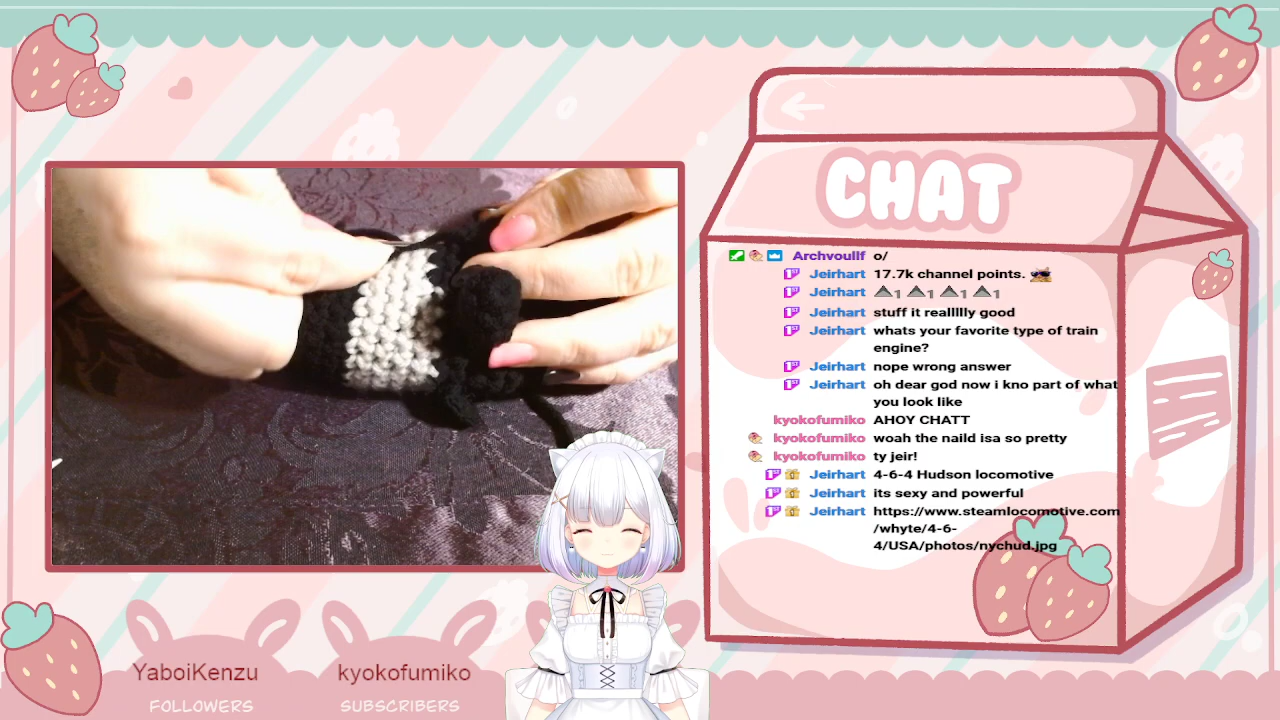 CHAT
Archvoullf o/
Jeirhart 17.7k channel points.
Jeirhart 1 1 1 1
Jeirhart stuff it reallllly good
Jeirhart whats your favorite type of train
engine?
Jeirhart nope wrong answer
Jeirhart oh dear god now i kno part of what
you look like
kyokofumiko AHOY CHATT
kyokofumiko woah the naild isa so pretty
kyokofumiko ty jeir!
Jeirhart 4-6-4 Hudson locomotive
Jeirhart its sexy and powerful
Jeirhart https://www.steamlocomotive.com
/whyte/4-6-
4/USA/photos/nychud.jpg
YaboiKenzu
FOLLOWERS
kyokofumiko
SUBSCRIBERS